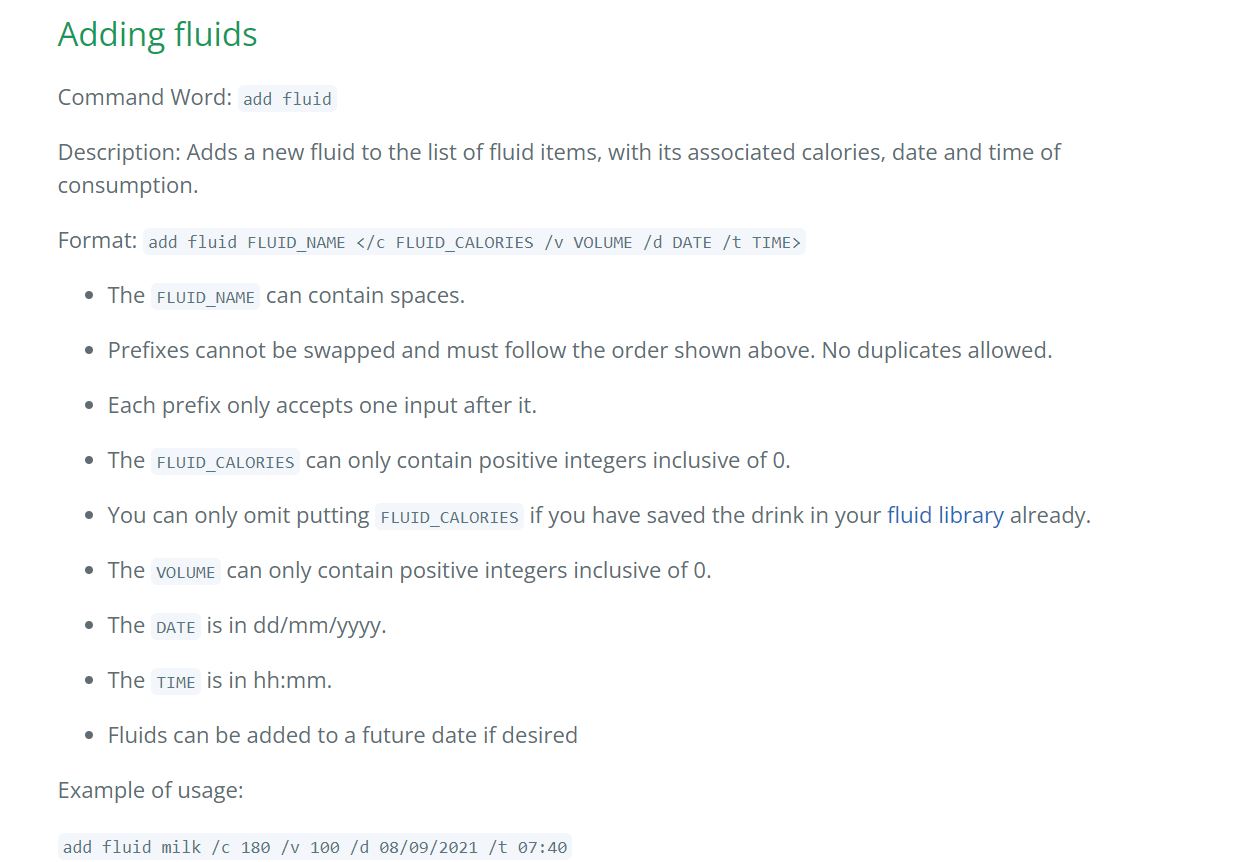 Adding fluids
Command Word: add fluid
Description: Adds a new fluid to the list of fluid items, with its associated calories, date and time of
consumption.
Format: add fluid FLUID_NAME </c FLUID_CALORIES /v VOLUME /d DATE /t TIME>
• The FLUID_NAME can contain spaces.
• Prefixes cannot be swapped and must follow the order shown above. No duplicates allowed.
• Each prefix only accepts one input after it.
• The FLUID_CALORIES can only contain positive integers inclusive of 0.
• You can only omit putting FLUID_CALORIES if you have saved the drink in your fluid library already.
• The VOLUME can only contain positive integers inclusive of 0.
• The DATE is in dd/mm/yyyy.
• The TIME is in hh:mm.
• Fluids can be added to a future date if desired
Example of usage:
add fluid milk /c 180 /v 100 /d 08/09/2021 /t 07:40